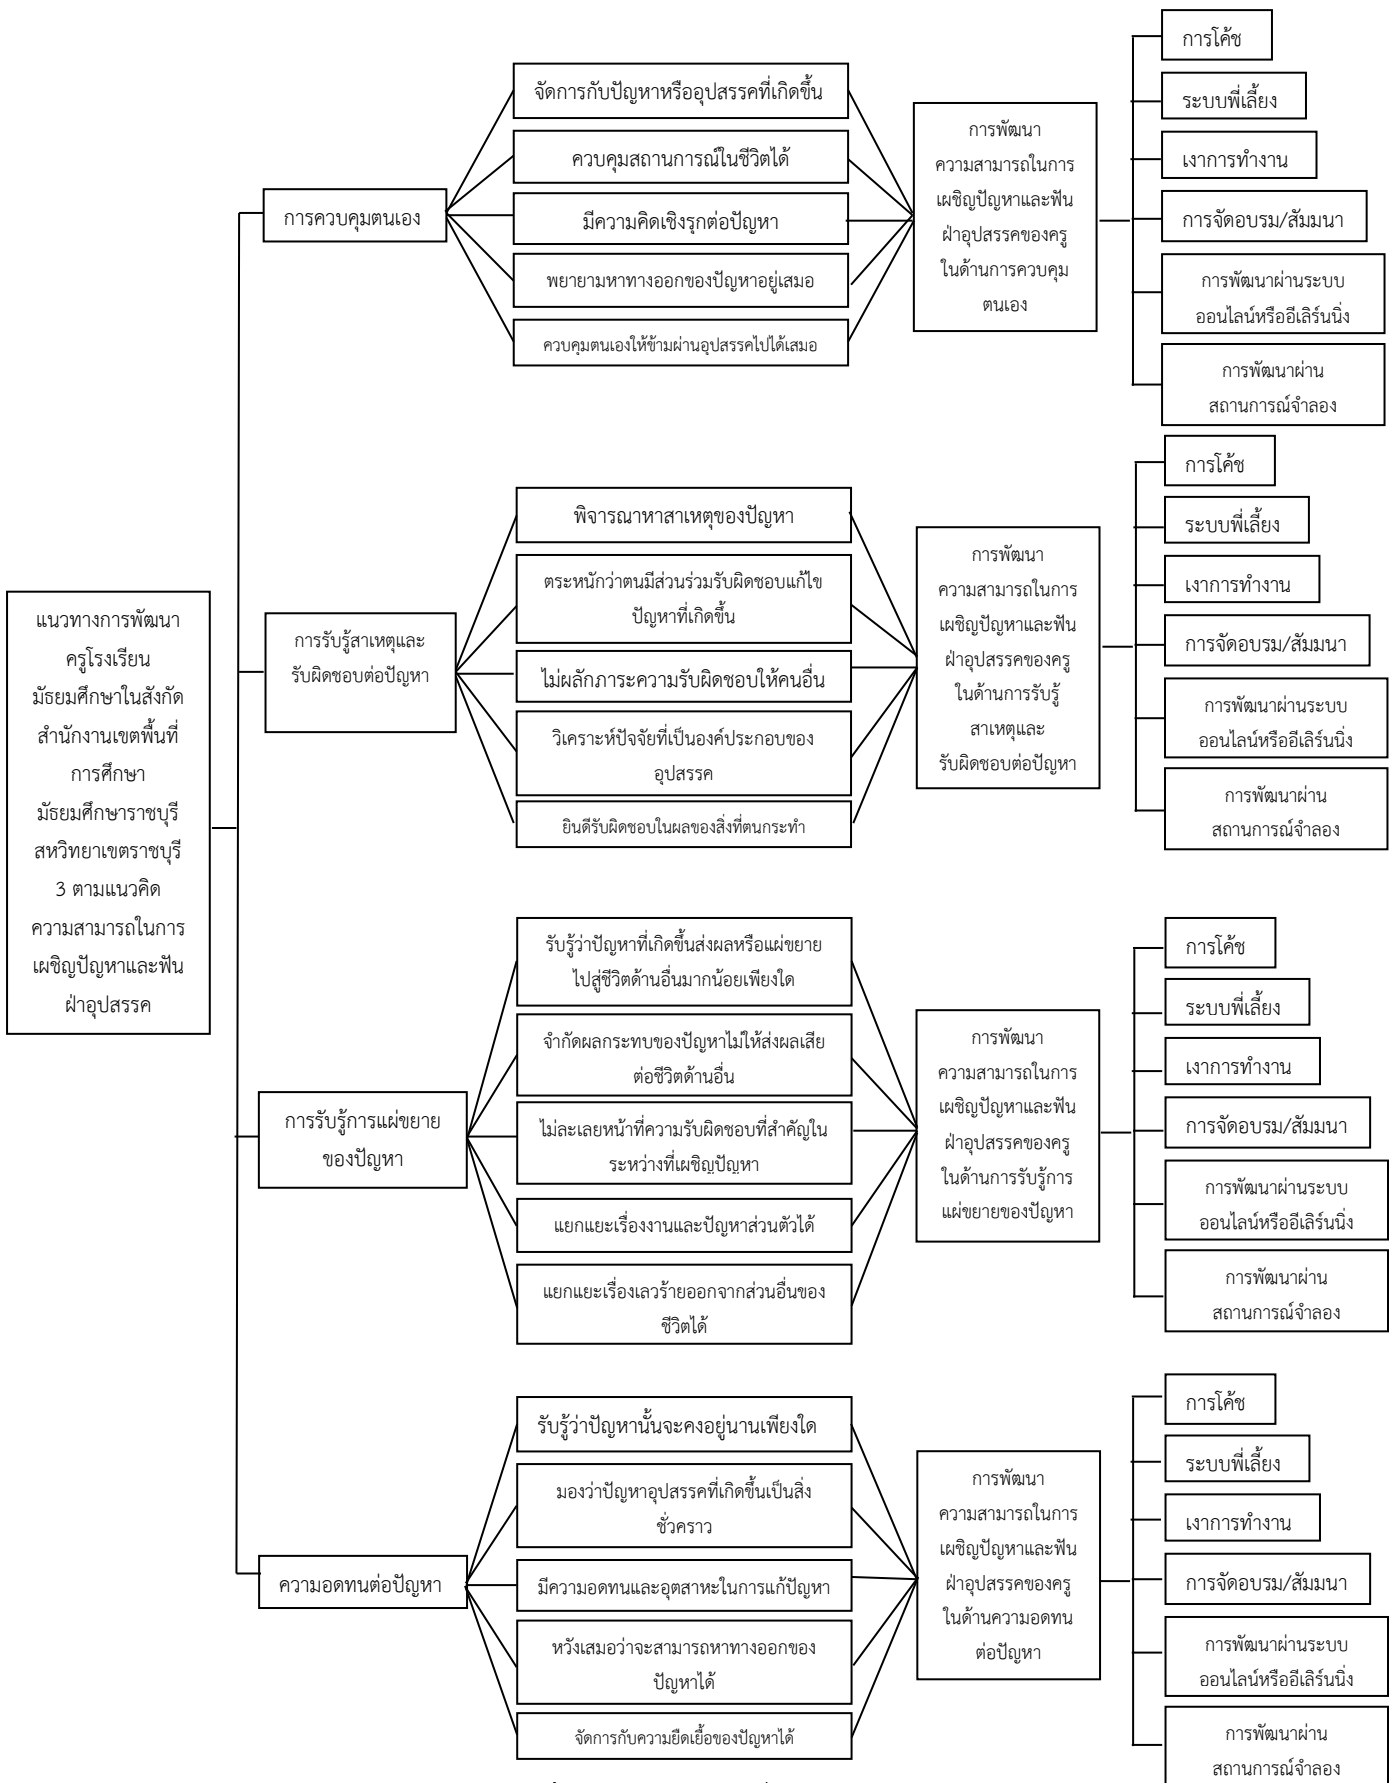 แนวทางการพัฒนา
ครูโรงเรียน
มัธยมศึกษาในสังกัด
สำนักงานเขตพื้นที่
การศึกษา
มัธยมศึกษาราชบุรี
สหวิทยาเขตราชบุรี
3 ตามแนวคิด
ความสามารถในการ
เผชิญปัญหาและฟัน
ฝ่าอุปสรรค
การควบคุมตนเอง
จัดการกับปัญหาหรืออุปสรรคที่เกิดขึ้น
ควบคุมสถานการณ์ในชีวิตได้
มีความคิดเชิงรุกต่อปัญหา
พยายามหาทางออกของปัญหาอยู่เสมอ
ควบคุมตนเองให้ข้ามผ่านอุปสรรคไปได้เสมอ
การพัฒนา
ความสามารถในการ
เผชิญปัญหาและฟัน
ฝ่าอุปสรรคของครู
ในด้านการควบคุม
ตนเอง
การโค้ช
ระบบพี่เลี้ยง
เงาการทำงาน
การจัดอบรม/สัมมนา
การพัฒนาผ่านระบบ
ออนไลน์หรืออีเลิร์นนิ่ง
การพัฒนาผ่าน
สถานการณ์จำลอง
การรับรู้สาเหตุและ
รับผิดชอบต่อปัญหา
พิจารณาหาสาเหตุของปัญหา
ตระหนักว่าตนมีส่วนร่วมรับผิดชอบแก้ไข
ปัญหาที่เกิดขึ้น
ไม่ผลักภาระความรับผิดชอบให้คนอื่น
วิเคราะห์ปัจจัยที่เป็นองค์ประกอบของ
อุปสรรค
ยินดีรับผิดชอบในผลของสิ่งที่ตนกระทำ
การพัฒนา
ความสามารถในการ
เผชิญปัญหาและฟัน
ฝ่าอุปสรรคของครู
ในด้านการรับรู้
สาเหตุและ
รับผิดชอบต่อปัญหา
การโค้ช
ระบบพี่เลี้ยง
เงาการทำงาน
การจัดอบรม/สัมมนา
การพัฒนาผ่านระบบ
ออนไลน์หรืออีเลิร์นนิ่ง
การพัฒนาผ่าน
สถานการณ์จำลอง
การรับรู้การแผ่ขยาย
ของปัญหา
รับรู้ว่าปัญหาที่เกิดขึ้นส่งผลหรือแผ่ขยาย
ไปสู่ชีวิตด้านอื่นมากน้อยเพียงใด
จำกัดผลกระทบของปัญหาไม่ให้ส่งผลเสีย
ต่อชีวิตด้านอื่น
ไม่ละเลยหน้าที่ความรับผิดชอบที่สำคัญใน
ระหว่างที่เผชิญปัญหา
แยกแยะเรื่องงานและปัญหาส่วนตัวได้
แยกแยะเรื่องเลวร้ายออกจากส่วนอื่นของ
ชีวิตได้
การพัฒนา
ความสามารถในการ
เผชิญปัญหาและฟัน
ฝ่าอุปสรรคของครู
ในด้านการรับรู้การ
แผ่ขยายของปัญหา
การโค้ช
ระบบพี่เลี้ยง
เงาการทำงาน
การจัดอบรม/สัมมนา
การพัฒนาผ่านระบบ
ออนไลน์หรืออีเลิร์นนิ่ง
การพัฒนาผ่าน
สถานการณ์จำลอง
ความอดทนต่อปัญหา
รับรู้ว่าปัญหานั้นจะคงอยู่นานเพียงใด
มองว่าปัญหาอุปสรรคที่เกิดขึ้นเป็นสิ่ง
ชั่วคราว
มีความอดทนและอุตสาหะในการแก้ปัญหา
หวังเสมอว่าจะสามารถหาทางออกของ
ปัญหาได้
จัดการกับความยืดเยื้อของปัญหาได้
การพัฒนา
ความสามารถในการ
เผชิญปัญหาและฟัน
ฝ่าอุปสรรคของครู
ในด้านความอดทน
ต่อปัญหา
การโค้ช
ระบบพี่เลี้ยง
เงาการทำงาน
การจัดอบรม/สัมมนา
การพัฒนาผ่านระบบ
ออนไลน์หรืออีเลิร์นนิ่ง
การพัฒนาผ่าน
สถานการณ์จำลอง